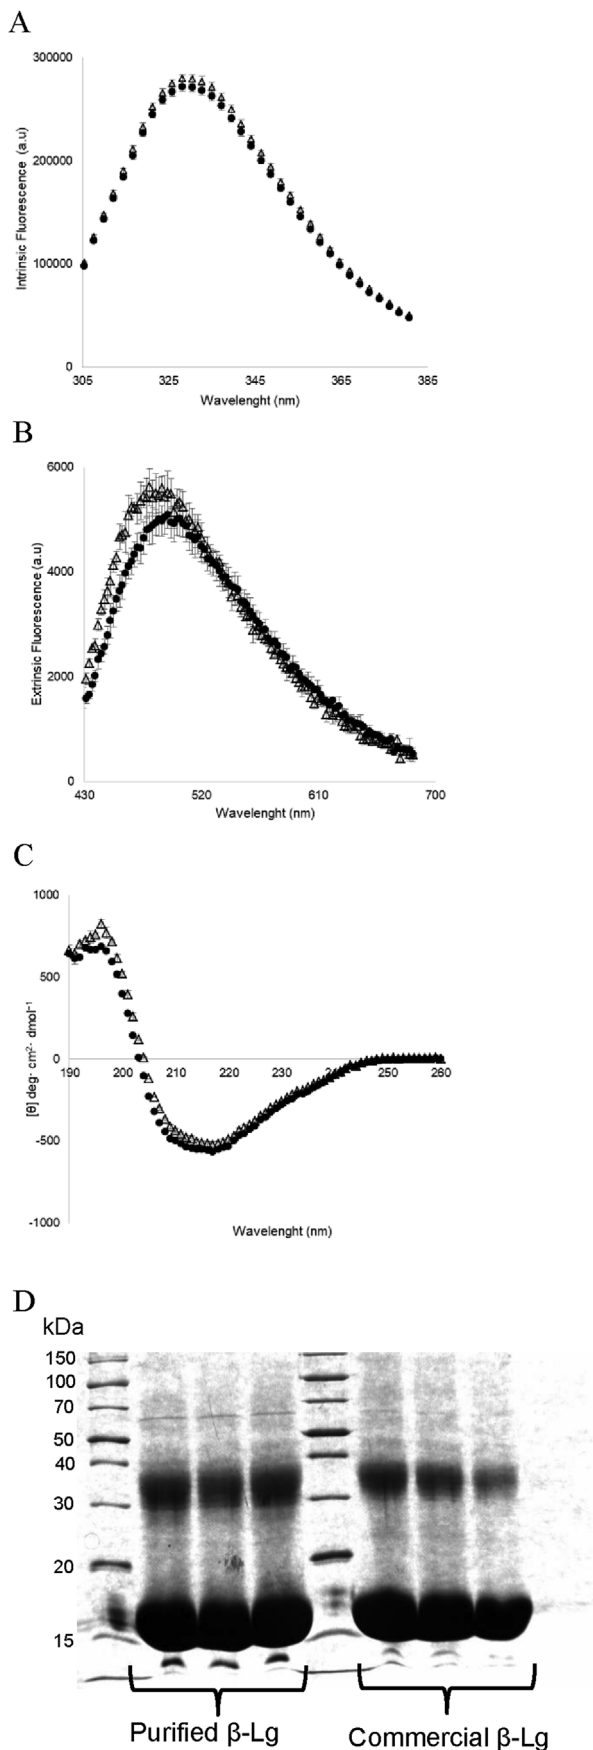 A
300000
200000
100000
0
305 325 345 365 385
Intrinsic Fluorescence (a.u)
Wavelenght (nm)
B
6000
4000
2000
0
430 520 610 700
Extrinsic Fluorescence (a.u)
Wavelenght (nm)
C
1000
500
0
190 200 210 220 230 240 250 260
-500
-1000
[θ] deg· cm²· dmol⁻¹
Wavelenght (nm)
D
kDa
150
100
70
50
40
30
20
15
Purified β-Lg
Commercial β-Lg